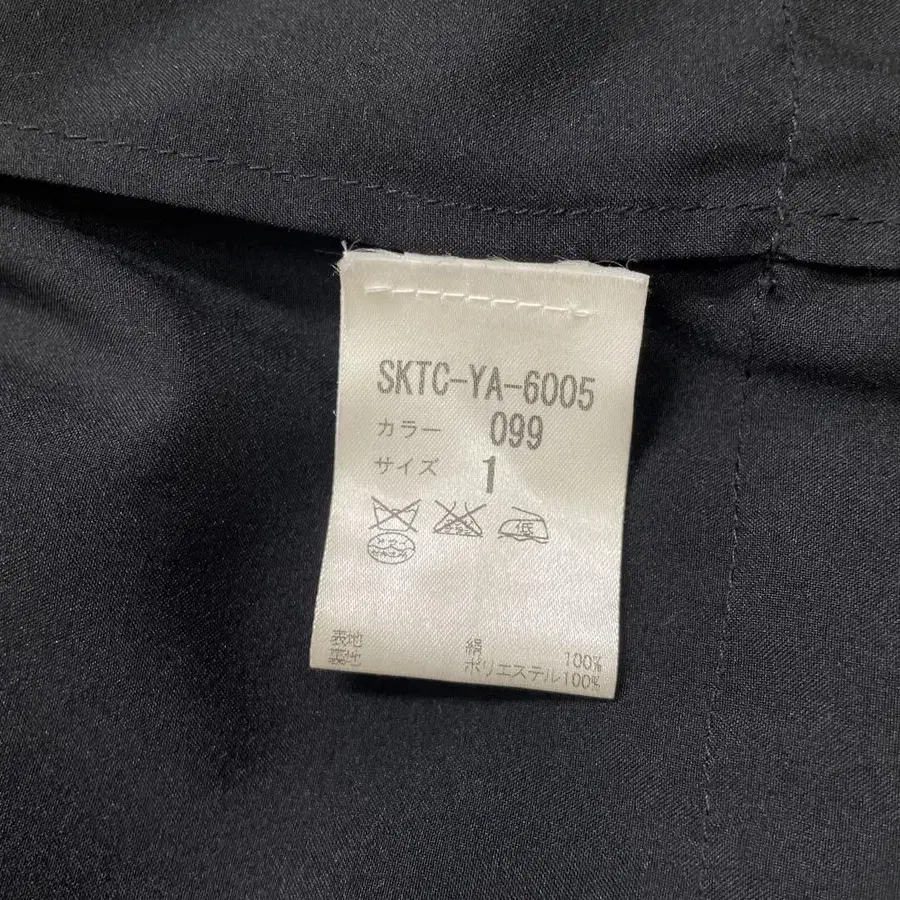 SKTC-YA-6005
カラー 099
サイズ 1
低
表地 絹 100%
裏地 ポリエステル100%